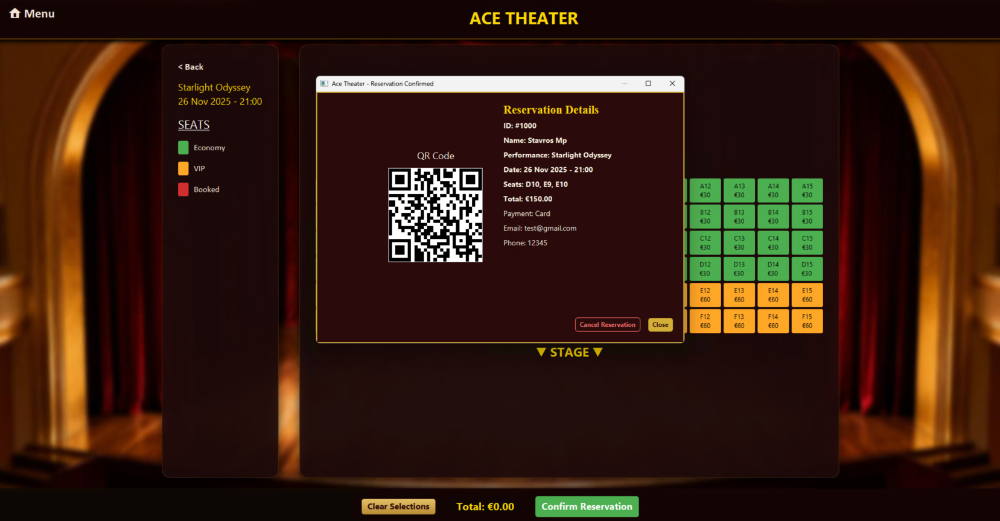 Menu
ACE THEATER
< Back
Starlight Odyssey
26 Nov 2025 - 21:00
SEATS
Economy
VIP
Booked
Ace Theater - Reservation Confirmed
QR Code
Reservation Details
ID: #1000
Name: Stavros Mp
Performance: Starlight Odyssey
Date: 26 Nov 2025 - 21:00
Seats: D10, E9, E10
Total: €150.00
Payment: Card
Email: test@gmail.com
Phone: 12345
Cancel Reservation
Close
A12 A13 A14 A15
€30 €30 €30 €30
B12 B13 B14 B15
€30 €30 €30 €30
C12 C13 C14 C15
€30 €30 €30 €30
D12 D13 D14 D15
€30 €30 €30 €30
E12 E13 E14 E15
€60 €60 €60 €60
F12 F13 F14 F15
€60 €60 €60 €60
▼ STAGE ▼
Clear Selections
Total: €0.00
Confirm Reservation